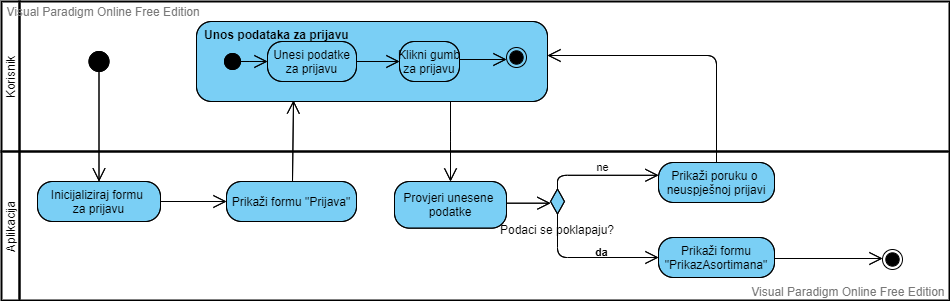 Visual Paradigm Online Free Edition
Korisnik
Unos podataka za prijavu
Unesi podatke
za prijavu
Klikni gumb
za prijavu
Aplikacija
Inicijaliziraj formu
za prijavu
Prikaži formu "Prijava"
Provjeri unesene
podatke
Podaci se poklapaju?
ne
Prikaži poruku o
neuspješnoj prijavi
da
Prikaži formu
"PrikazAsortimana"
Visual Paradigm Online Free Edition